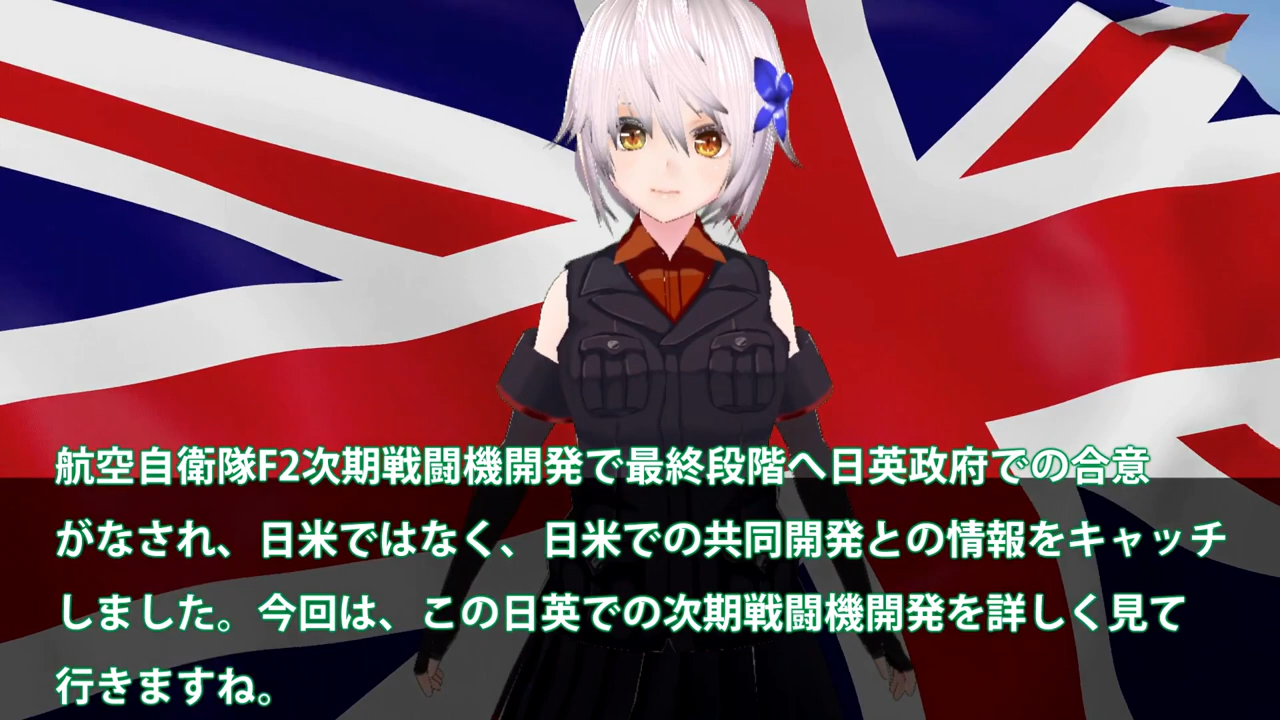 航空自衛隊F2次期戦闘機開発で最終段階へ日英政府での合意
がなされ、日米ではなく、日米での共同開発との情報をキャッチ
しました。今回は、この日英での次期戦闘機開発を詳しく見て
行きますね。